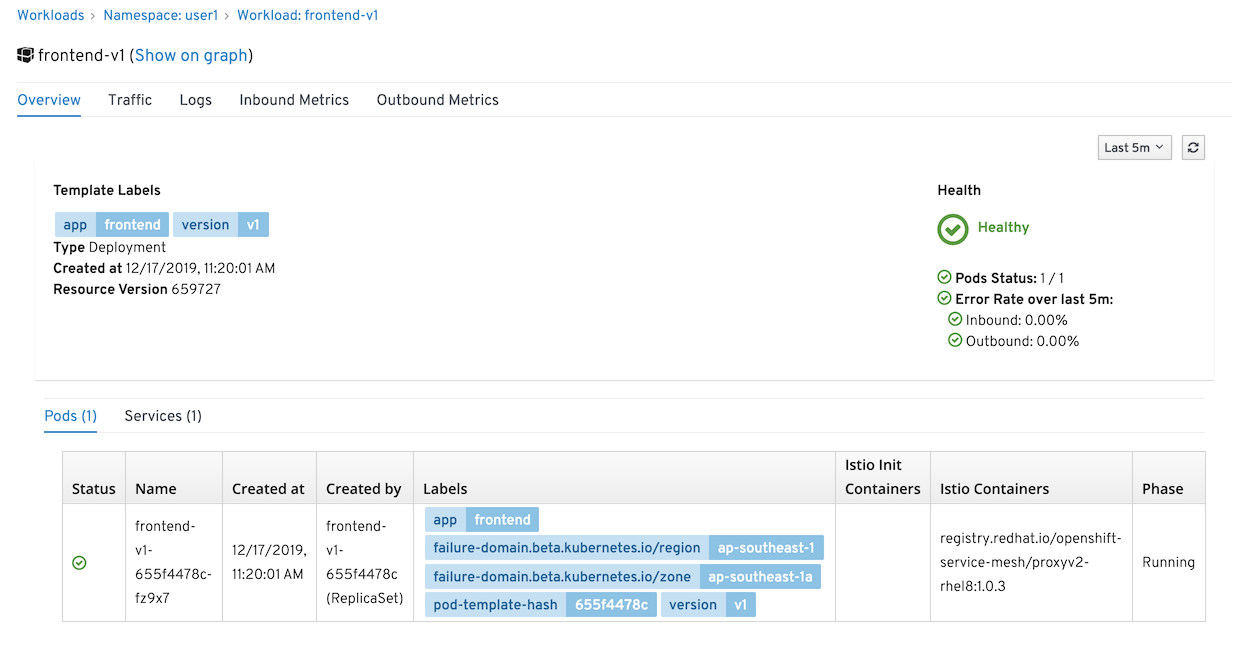 Workloads › Namespace: user1 › Workload: frontend-v1
frontend-v1 (Show on graph)
Overview Traffic Logs Inbound Metrics Outbound Metrics
Last 5m
Template Labels
app frontend version v1
Type Deployment
Created at 12/17/2019, 11:20:01 AM
Resource Version 659727
Health
Healthy
Pods Status: 1 / 1
Error Rate over last 5m:
Inbound: 0.00%
Outbound: 0.00%
Pods (1) Services (1)
Status Name Created at Created by Labels Istio Init Containers Istio Containers Phase
frontend-
v1-
655f4478c-
fz9x7
12/17/2019,
11:20:01 AM
frontend-
v1-
655f4478c
(ReplicaSet)
app frontend
failure-domain.beta.kubernetes.io/region ap-southeast-1
failure-domain.beta.kubernetes.io/zone ap-southeast-1a
pod-template-hash 655f4478c version v1
registry.redhat.io/openshift-
service-mesh/proxyv2-
rhel8:1.0.3
Running